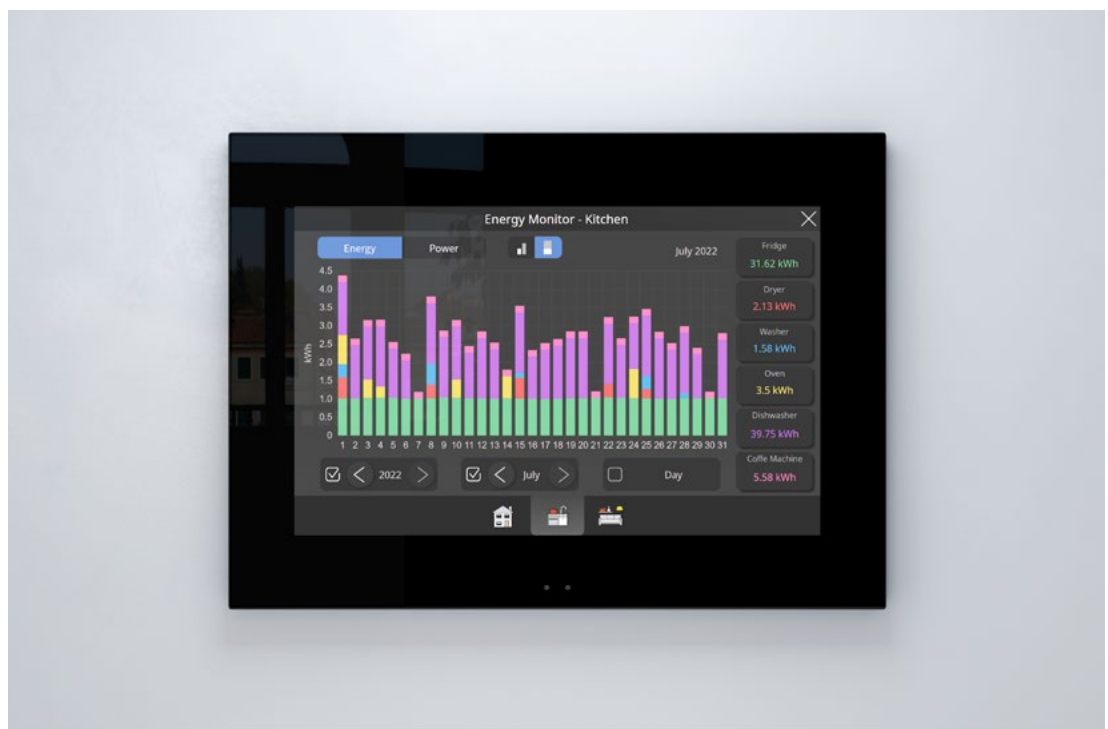 Energy Monitor - Kitchen
Energy
Power
July 2022
4.5
4.0
3.5
3.0
2.5
2.0
1.5
1.0
0.5
0
kWh
1 2 3 4 5 6 7 8 9 10 11 12 13 14 15 16 17 18 19 20 21 22 23 24 25 26 27 28 29 30 31
Fridge
31.62 kWh
Dryer
2.13 kWh
Washer
1.58 kWh
Oven
3.5 kWh
Dishwasher
39.75 kWh
Coffe Machine
5.58 kWh
2022
July
Day